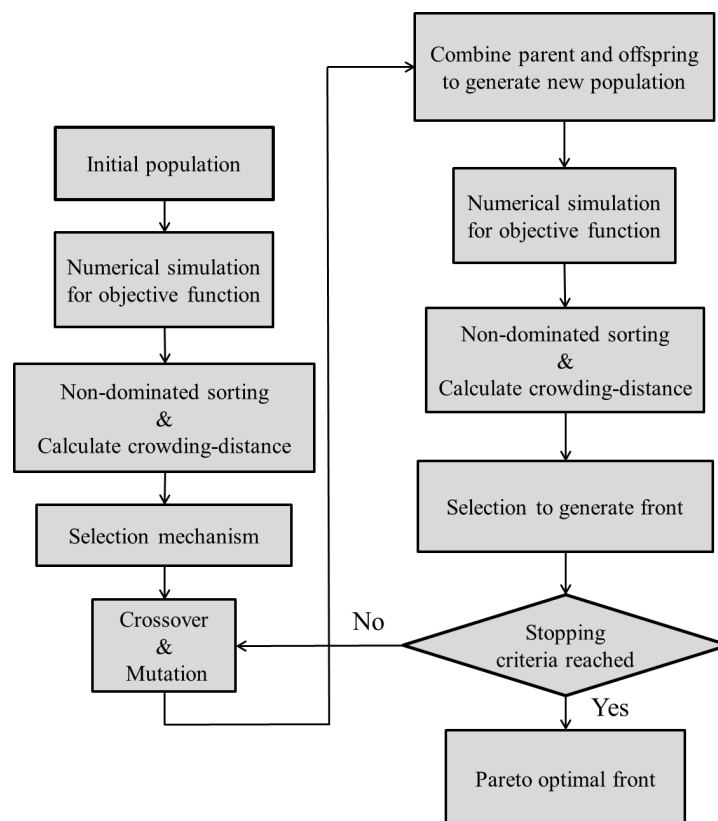 Initial population
Numerical simulation
for objective function
Non-dominated sorting
&
Calculate crowding-distance
Selection mechanism
Crossover
&
Mutation
Combine parent and offspring
to generate new population
Numerical simulation
for objective function
Non-dominated sorting
&
Calculate crowding-distance
Selection to generate front
Stopping
criteria reached
No
Yes
Pareto optimal front